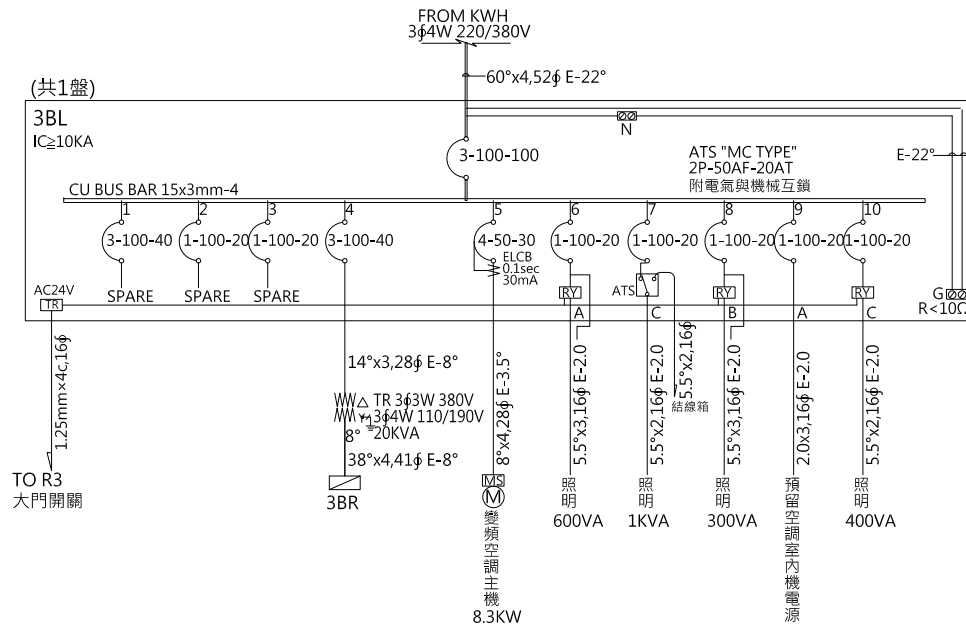 FROM KWH
3ϕ4W 220/380V
60°x4,52ϕ E-22°
(共1盤)
3BL
IC≧10KA
N
3-100-100
ATS "MC TYPE"
2P-50AF-20AT
附電氣與機械互鎖
E-22°
CU BUS BAR 15x3mm-4
1
2
3
4
5
6
7
8
9
10
3-100-40
1-100-20
1-100-20
3-100-40
4-50-30
1-100-20
1-100-20
1-100-20
1-100-20
1-100-20
ELCB
0.1sec
30mA
AC24V
TR
SPARE
SPARE
SPARE
RY
ATS
RY
RY
G
R<10Ω
A
C
B
A
C
1.25mm×4c,16ϕ
14°x3,28ϕ E-8°
TR 3ϕ3W 380V
3ϕ4W 110/190V
8°
20KVA
38°x4,41ϕ E-8°
8°x4,28ϕ E-3.5°
5.5°x3,16ϕ E-2.0
5.5°x2,16ϕ E-2.0
5.5°x2,16ϕ
結線箱
5.5°x3,16ϕ E-2.0
2.0x3,16ϕ E-2.0
5.5°x2,16ϕ E-2.0
TO R3
大門開關
3BR
MS
M
變頻空調主機
8.3KW
照明
600VA
照明
1KVA
照明
300VA
預留空調室內機電源
照明
400VA